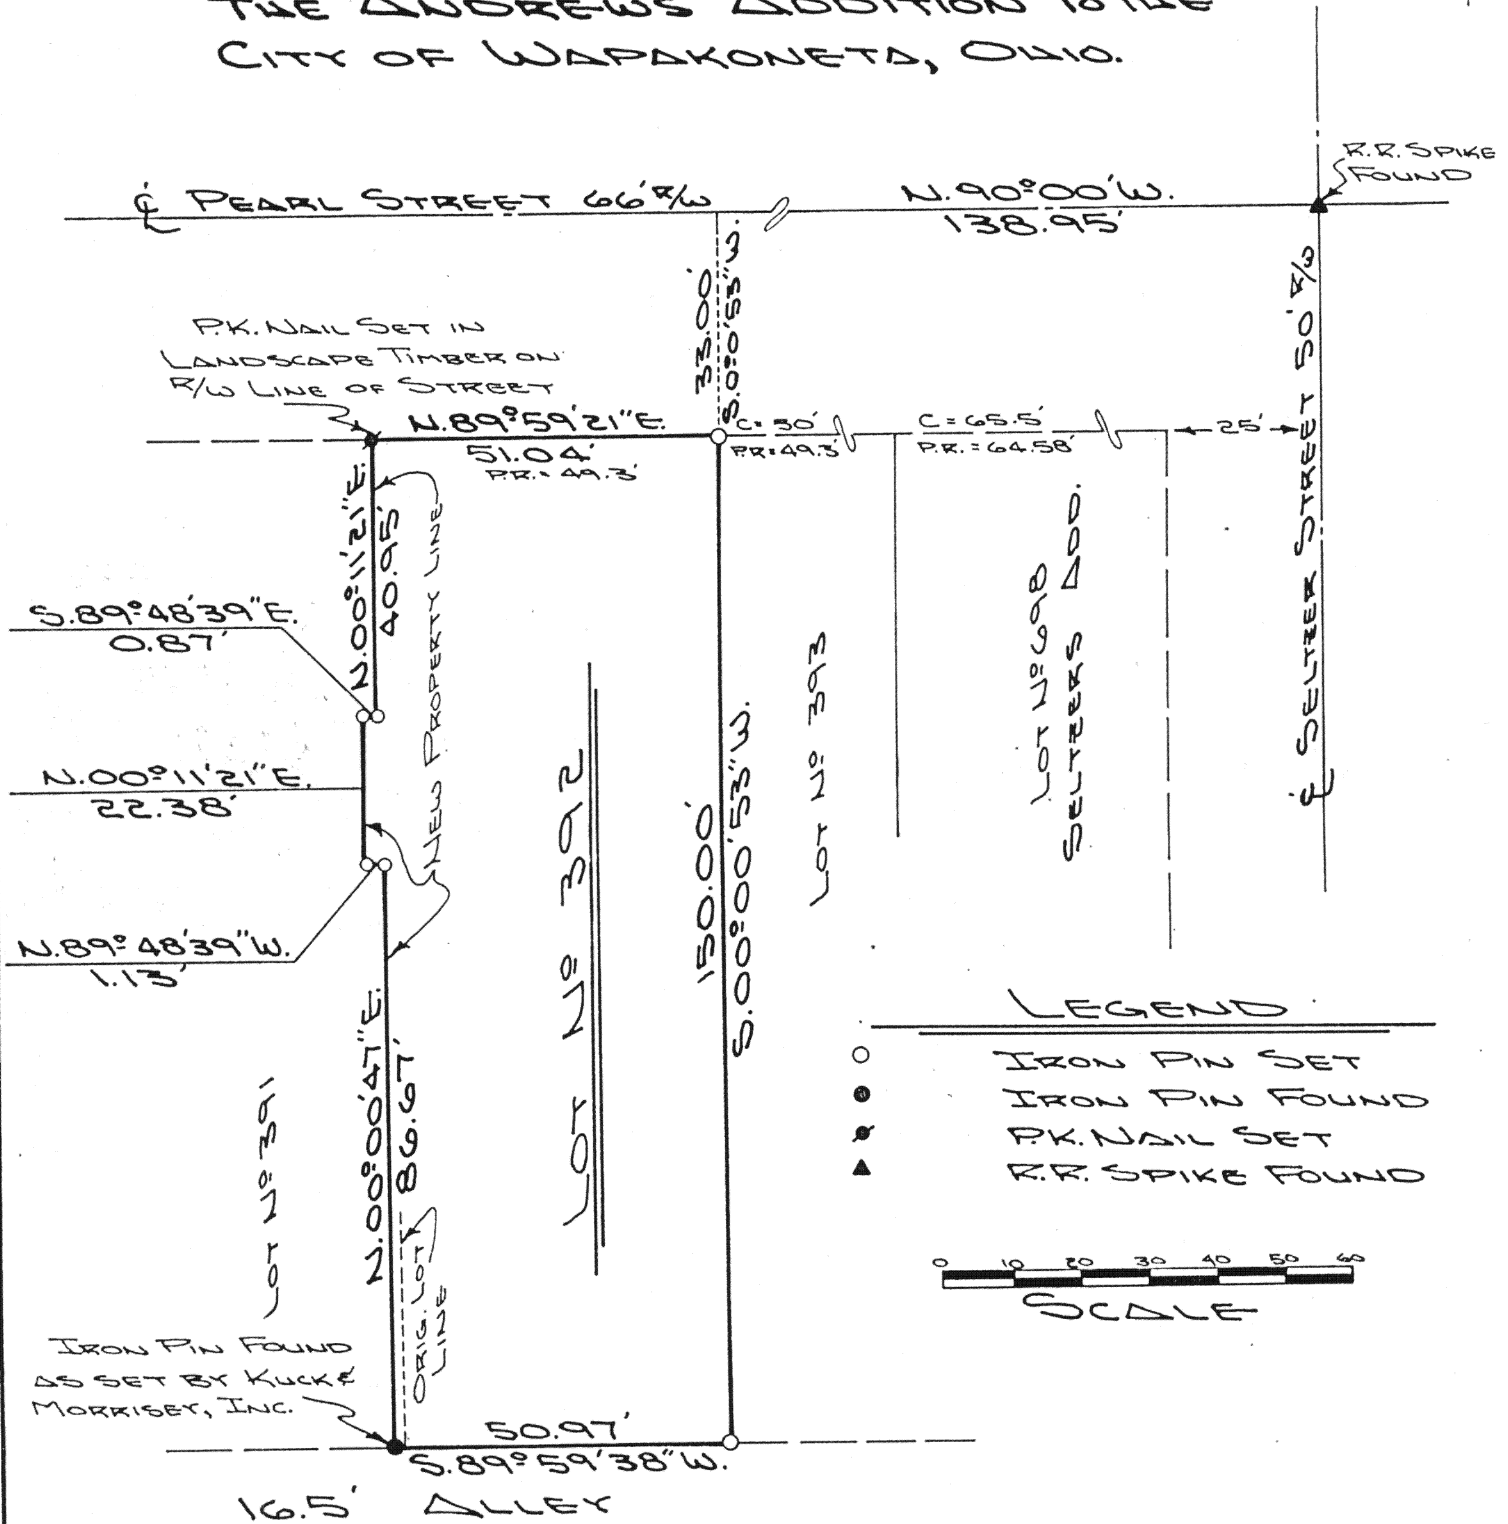 THE ANDREWS ADDITION TO THE
CITY OF WAPAKONETA, OHIO.
R.R. SPIKE
FOUND
℄ PEARL STREET 66' R/W
N.90°00'W.
138.95'
33.00'
S.0°0'53"W.
P.K. NAIL SET IN
LANDSCAPE TIMBER ON
R/W LINE OF STREET
N.89°59'21"E.
51.04'
P.R.= 49.3'
C= 50'
P.R.=49.3'
C=65.5'
P.R.=64.58'
25'
℄ SELTZER STREET 50' R/W
N.00°11'21"E.
40.95'
NEW PROPERTY LINE
S.89°48'39"E.
0.87'
N.00°11'21"E.
22.38'
N.89°48'39"W.
1.13'
LOT Nº 392
150.00'
S.00°00'53"W.
LOT Nº 393
LOT Nº 698
SELTZERS ADD.
LOT Nº 391
N.00°00'47"E.
86.67'
ORIG. LOT
LINE
LEGEND
IRON PIN SET
IRON PIN FOUND
P.K. NAIL SET
R.R. SPIKE FOUND
0 10 20 30 40 50 60
SCALE
IRON PIN FOUND
AS SET BY KUCK &
MORRISEY, INC.
50.97'
S.89°59'38"W.
16.5' ALLEY